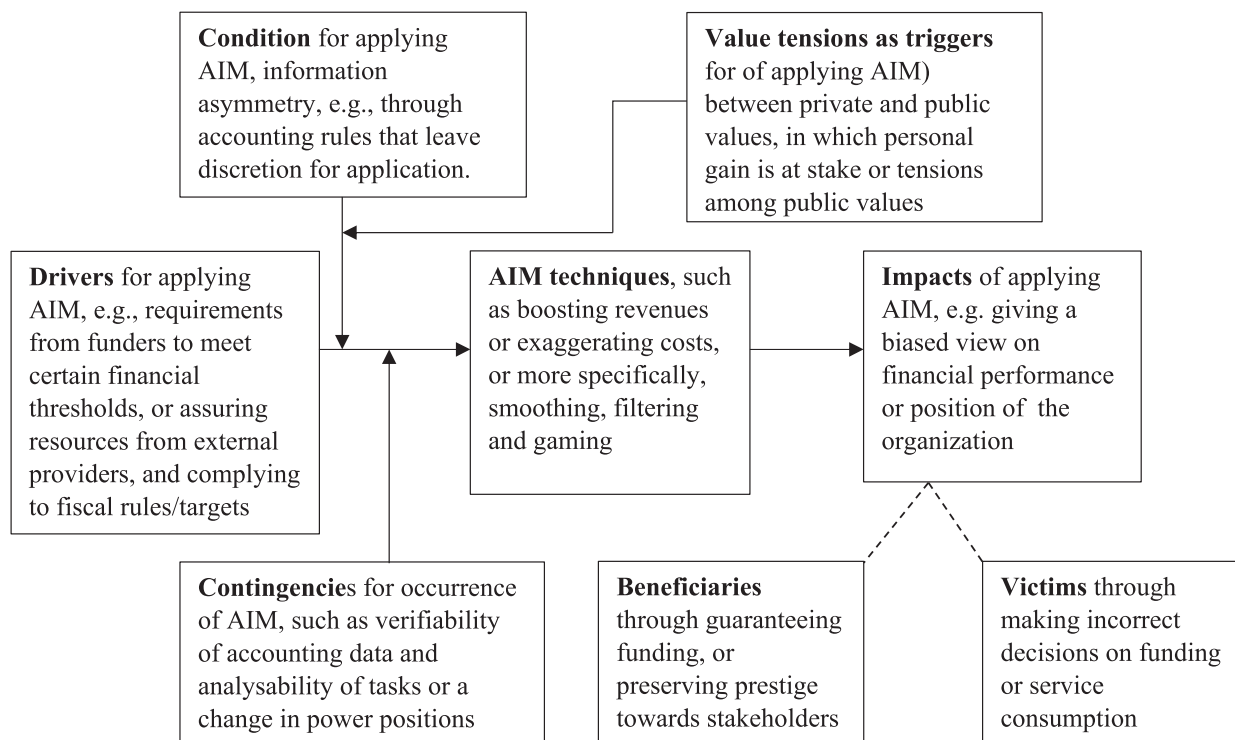 Condition for applying
AIM, information
asymmetry, e.g., through
accounting rules that leave
discretion for application.
Value tensions as triggers
for of applying AIM)
between private and public
values, in which personal
gain is at stake or tensions
among public values
Drivers for applying
AIM, e.g., requirements
from funders to meet
certain financial
thresholds, or assuring
resources from external
providers, and complying
to fiscal rules/targets
AIM techniques, such
as boosting revenues
or exaggerating costs,
or more specifically,
smoothing, filtering
and gaming
Impacts of applying
AIM, e.g. giving a
biased view on
financial performance
or position of the
organization
Contingencies for occurrence
of AIM, such as verifiability
of accounting data and
analysability of tasks or a
change in power positions
Beneficiaries
through guaranteeing
funding, or
preserving prestige
towards stakeholders
Victims through
making incorrect
decisions on funding
or service
consumption